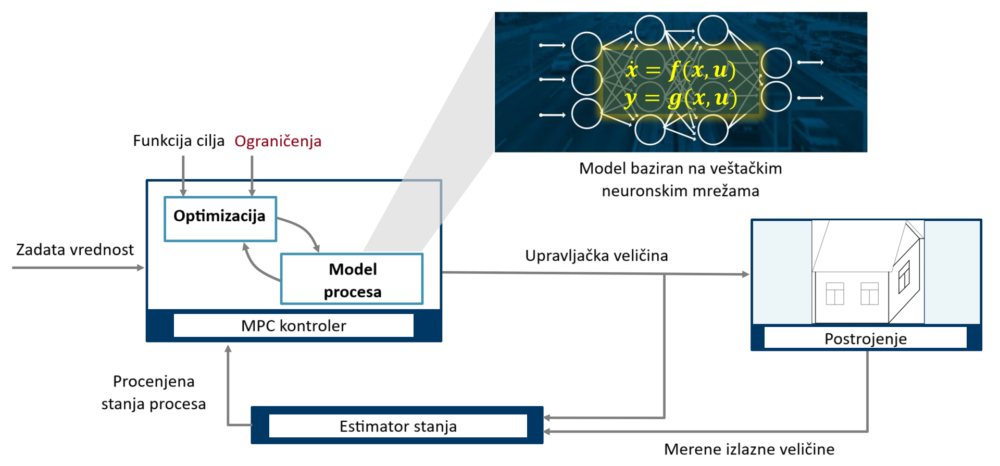 ẋ = f(x, u)
y = g(x, u)
Model baziran na veštačkim
neuronskim mrežama
Funkcija cilja
Ograničenja
Optimizacija
Zadata vrednost
Model
procesa
MPC kontroler
Upravljačka veličina
Postrojenje
Procenjena
stanja procesa
Estimator stanja
Merene izlazne veličine